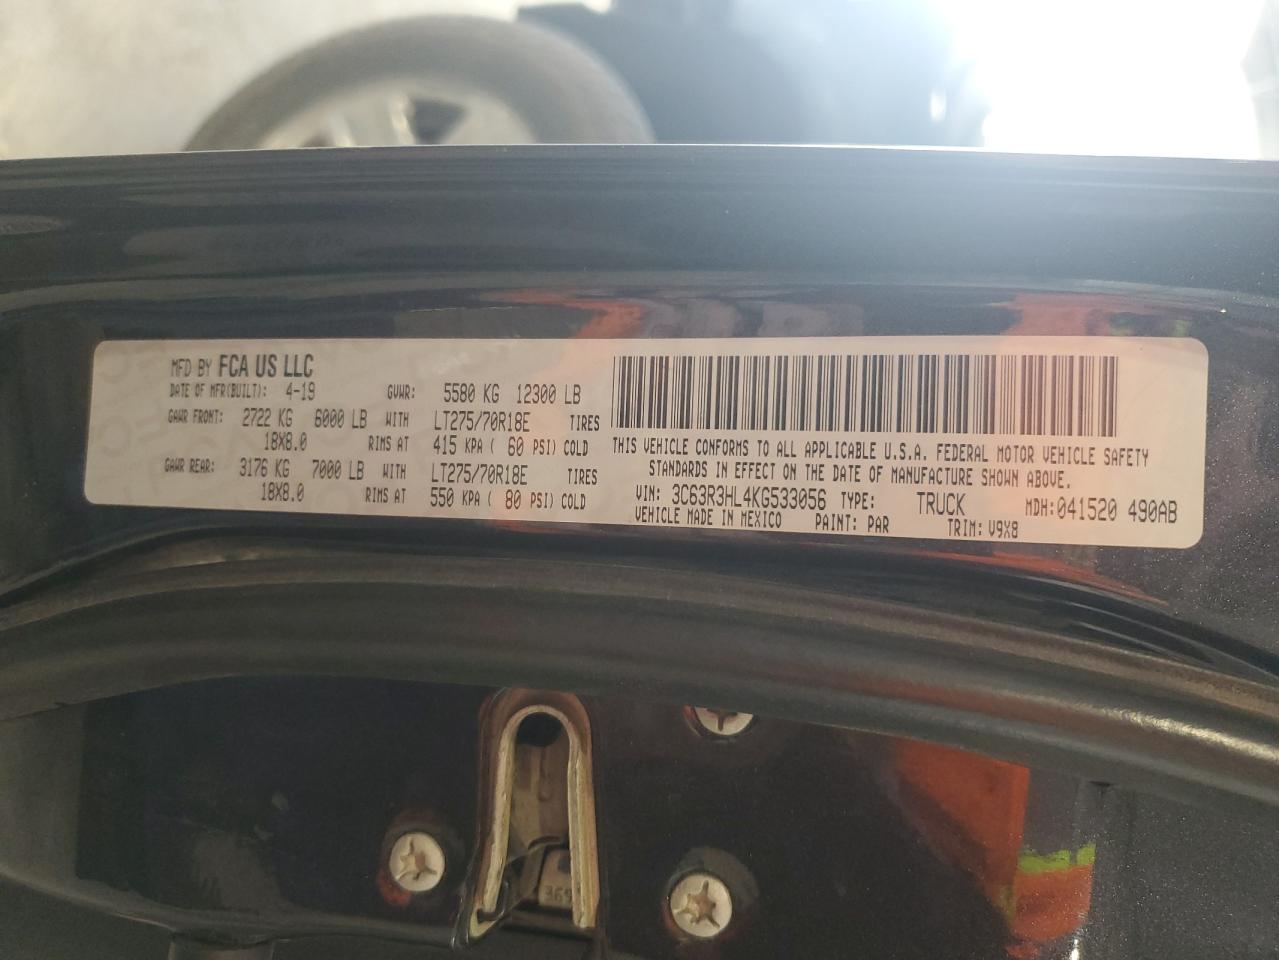 MFD BY FCA US LLC
DATE OF MFR(BUILT): 4-19 GVWR: 5580 KG 12300 LB
GAWR FRONT: 2722 KG 6000 LB WITH LT275/70R18E TIRES
18X8.0 RIMS AT 415 KPA ( 60 PSI) COLD
GAWR REAR: 3176 KG 7000 LB WITH LT275/70R18E TIRES
18X8.0 RIMS AT 550 KPA ( 80 PSI) COLD
THIS VEHICLE CONFORMS TO ALL APPLICABLE U.S.A. FEDERAL MOTOR VEHICLE SAFETY
STANDARDS IN EFFECT ON THE DATE OF MANUFACTURE SHOWN ABOVE.
VIN: 3C63R3HL4KG533056 TYPE: TRUCK MDH:041520 490AB
VEHICLE MADE IN MEXICO PAINT: PAR TRIM: V9X8